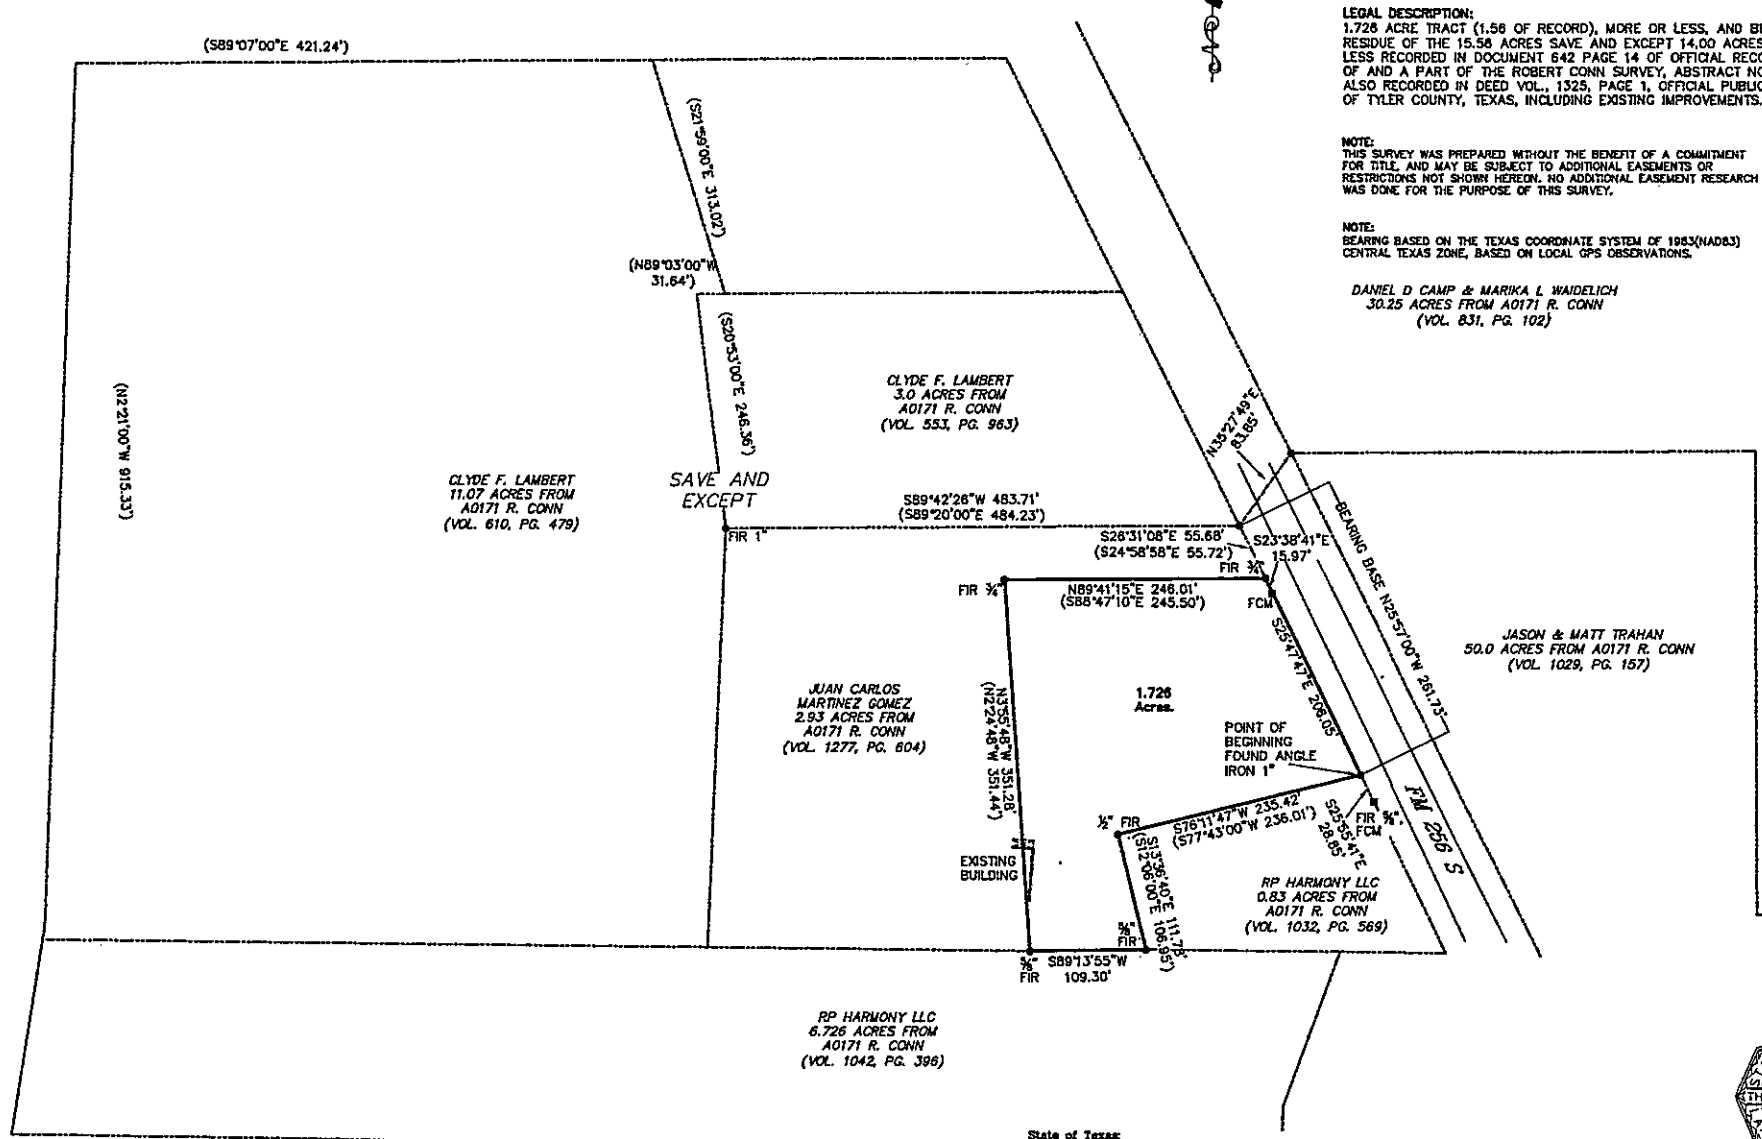 LEGAL DESCRIPTION:
1.726 ACRE TRACT (1.56 OF RECORD), MORE OR LESS, AND
RESIDUE OF THE 15.56 ACRES SAVE AND EXCEPT 14.00 ACRES
LESS RECORDED IN DOCUMENT 642 PAGE 14 OF OFFICIAL
OF AND A PART OF THE ROBERT CONN SURVEY, ABSTRACT
ALSO RECORDED IN DEED VOL., 1325, PAGE 1, OFFICIAL
OF TYLER COUNTY, TEXAS, INCLUDING EXISTING IMPROVEMENTS.
NOTE:
THIS SURVEY WAS PREPARED WITHOUT THE BENEFIT OF A COMMITMENT
FOR TITLE, AND MAY BE SUBJECT TO ADDITIONAL EASEMENTS OR
RESTRICTIONS NOT SHOWN HEREON. NO ADDITIONAL EASEMENT RESEARCH
WAS DONE FOR THE PURPOSE OF THIS SURVEY.
NOTE:
BEARING BASED ON THE TEXAS COORDINATE SYSTEM OF 1983(NAD83)
CENTRAL TEXAS ZONE, BASED ON LOCAL GPS OBSERVATIONS.
DANIEL D CAMP & MARIKA L WAIDELICH
30.25 ACRES FROM A0171 R. CONN
(VOL. 831, PG. 102)
(S89°07'00"E 421.24')
(S21°59'00"E 313.02')
(N89°03'00"W
31.64')
(S20°53'00"E 246.36')
(N2°21'00"W 915.33')
CLYDE F. LAMBERT
3.0 ACRES FROM
A0171 R. CONN
(VOL. 553, PG. 963)
N35°27'49"E
83.85'
CLYDE F. LAMBERT
11.07 ACRES FROM
A0171 R. CONN
(VOL. 610, PG. 479)
SAVE AND
EXCEPT
S89°42'26"W 483.71'
(S89°20'00"E 484.23')
FIR 1"
S26°31'08"E 55.68'
(S24°58'58"E 55.72')
S23°38'41"E
15.97'
BEARING BASE N25°57'00"W 261.73'
FIR ¾"
FIR ¾"
N89°41'15"E 246.01'
(S88°47'10"E 245.50')
FCM
S25°47'47"E 206.05'
JASON & MATT TRAHAN
50.0 ACRES FROM A0171 R. CONN
(VOL. 1029, PG. 157)
JUAN CARLOS
MARTINEZ GOMEZ
2.93 ACRES FROM
A0171 R. CONN
(VOL. 1277, PG. 604)
N3°55'48"W 351.28'
(N2°24'48"W 351.44')
1.726
Acres.
POINT OF
BEGINNING
FOUND ANGLE
IRON 1"
FM 256 S
½" FIR
S76°11'47"W 235.42'
(S77°43'00"W 236.01')
S25°55'41"E
28.85'
FIR ⅝"
FCM
EXISTING
BUILDING
S13°36'40"E 111.78'
(S12°06'00"E 106.95')
RP HARMONY LLC
0.83 ACRES FROM
A0171 R. CONN
(VOL. 1032, PG. 569)
⅝"
FIR
⅝"
FIR
S89°13'55"W
109.30'
RP HARMONY LLC
6.726 ACRES FROM
A0171 R. CONN
(VOL. 1042, PG. 396)
State of Texas: